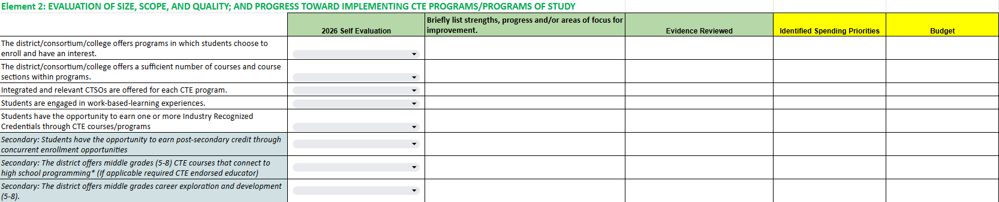 Element 2: EVALUATION OF SIZE, SCOPE, AND QUALITY; AND PROGRESS TOWARD IMPLEMENTING CTE PROGRAMS/PROGRAMS OF STUDY
2026 Self Evaluation
Briefly list strengths, progress and/or areas of focus for
improvement.
Evidence Reviewed
Identified Spending Priorities
Budget
The district/consortium/college offers programs in which students choose to
enroll and have an interest.
The district/consortium/college offers a sufficient number of courses and course
sections within programs.
Integrated and relevant CTSOs are offered for each CTE program.
Students are engaged in work-based-learning experiences.
Students have the opportunity to earn one or more Industry Recognized
Credentials through CTE courses/programs
Secondary: Students have the opportunity to earn post-secondary credit through
concurrent enrollment opportunities
Secondary: The district offers middle grades (5-8) CTE courses that connect to
high school programming* (If applicable required CTE endorsed educator)
Secondary: The district offers middle grades career exploration and development
(5-8).